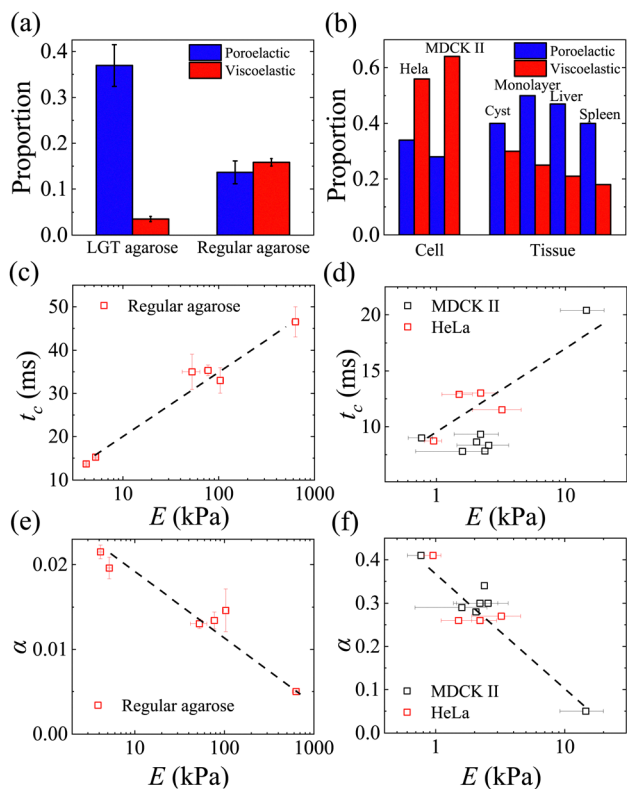 (a)
0.4
0.3
0.2
0.1
0.0
Proportion
Poroelactic
Viscoelastic
LGT agarose
Regular agarose
(b)
0.6
0.4
0.2
0.0
Proportion
Poroelastic
Viscoelastic
Hela
MDCK II
Cyst
Monolayer
Liver
Spleen
Cell
Tissue
(c)
50
40
30
20
10
t_c (ms)
Regular agarose
10
100
1000
E (kPa)
(d)
20
15
10
t_c (ms)
MDCK II
HeLa
1
10
E (kPa)
(e)
0.02
0.01
0.00
α
Regular agarose
10
100
1000
E (kPa)
(f)
0.4
0.3
0.2
0.1
0.0
α
MDCK II
HeLa
1
10
E (kPa)